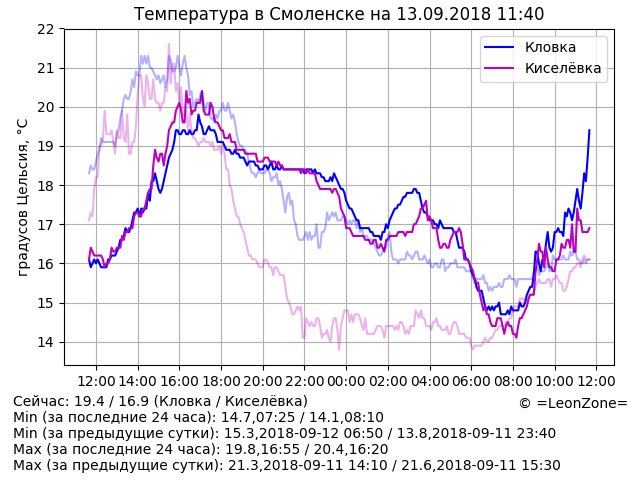 Температура в Смоленске на 13.09.2018 11:40
градусов Цельсия, °C
22
21
20
19
18
17
16
15
14
Кловка
Киселёвка
12:00 14:00 16:00 18:00 20:00 22:00 00:00 02:00 04:00 06:00 08:00 10:00 12:00
Сейчас: 19.4 / 16.9 (Кловка / Киселёвка)
© =LeonZone=
Min (за последние 24 часа): 14.7,07:25 / 14.1,08:10
Min (за предыдущие сутки): 15.3,2018-09-12 06:50 / 13.8,2018-09-11 23:40
Max (за последние 24 часа): 19.8,16:55 / 20.4,16:20
Max (за предыдущие сутки): 21.3,2018-09-11 14:10 / 21.6,2018-09-11 15:30